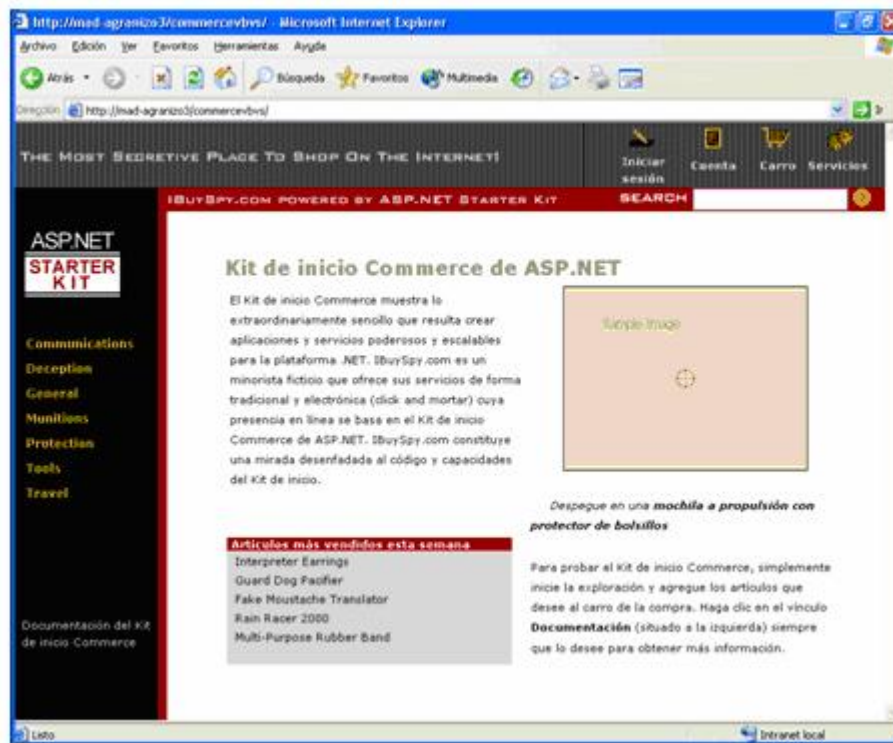 http://mad-agranizo3/commercevbvs/ - Microsoft Internet Explorer
Archivo Edición Ver Favoritos Herramientas Ayuda
Atrás Búsqueda Favoritos Multimedia
Dirección http://mad-agranizo3/commercevbvs/
THE MOST SECRETIVE PLACE TO SHOP ON THE INTERNET!
Iniciar sesión Cuenta Carro Servicios
IBUYSPY.COM POWERED BY ASP.NET STARTER KIT SEARCH
ASP.NET
STARTER
KIT
Communications
Deception
General
Munitions
Protection
Tools
Travel
Documentación del Kit
de inicio Commerce
Kit de inicio Commerce de ASP.NET
El Kit de inicio Commerce muestra lo
extraordinariamente sencillo que resulta crear
aplicaciones y servicios poderosos y escalables
para la plataforma .NET. IBuySpy.com es un
minorista ficticio que ofrece sus servicios de forma
tradicional y electrónica (click and mortar) cuya
presencia en línea se basa en el Kit de inicio
Commerce de ASP.NET. IBuySpy.com constituye
una mirada desenfadada al código y capacidades
del Kit de inicio.
Artículos más vendidos esta semana
Interpreter Earrings
Guard Dog Pacifier
Fake Moustache Translator
Rain Racer 2000
Multi-Purpose Rubber Band
Sample Image
Despegue en una mochila a propulsión con
protector de bolsillos
Para probar el Kit de inicio Commerce, simplemente
inicie la exploración y agregue los artículos que
desee al carro de la compra. Haga clic en el vínculo
Documentación (situado a la izquierda) siempre
que lo desee para obtener más información.
Listo
Intranet local